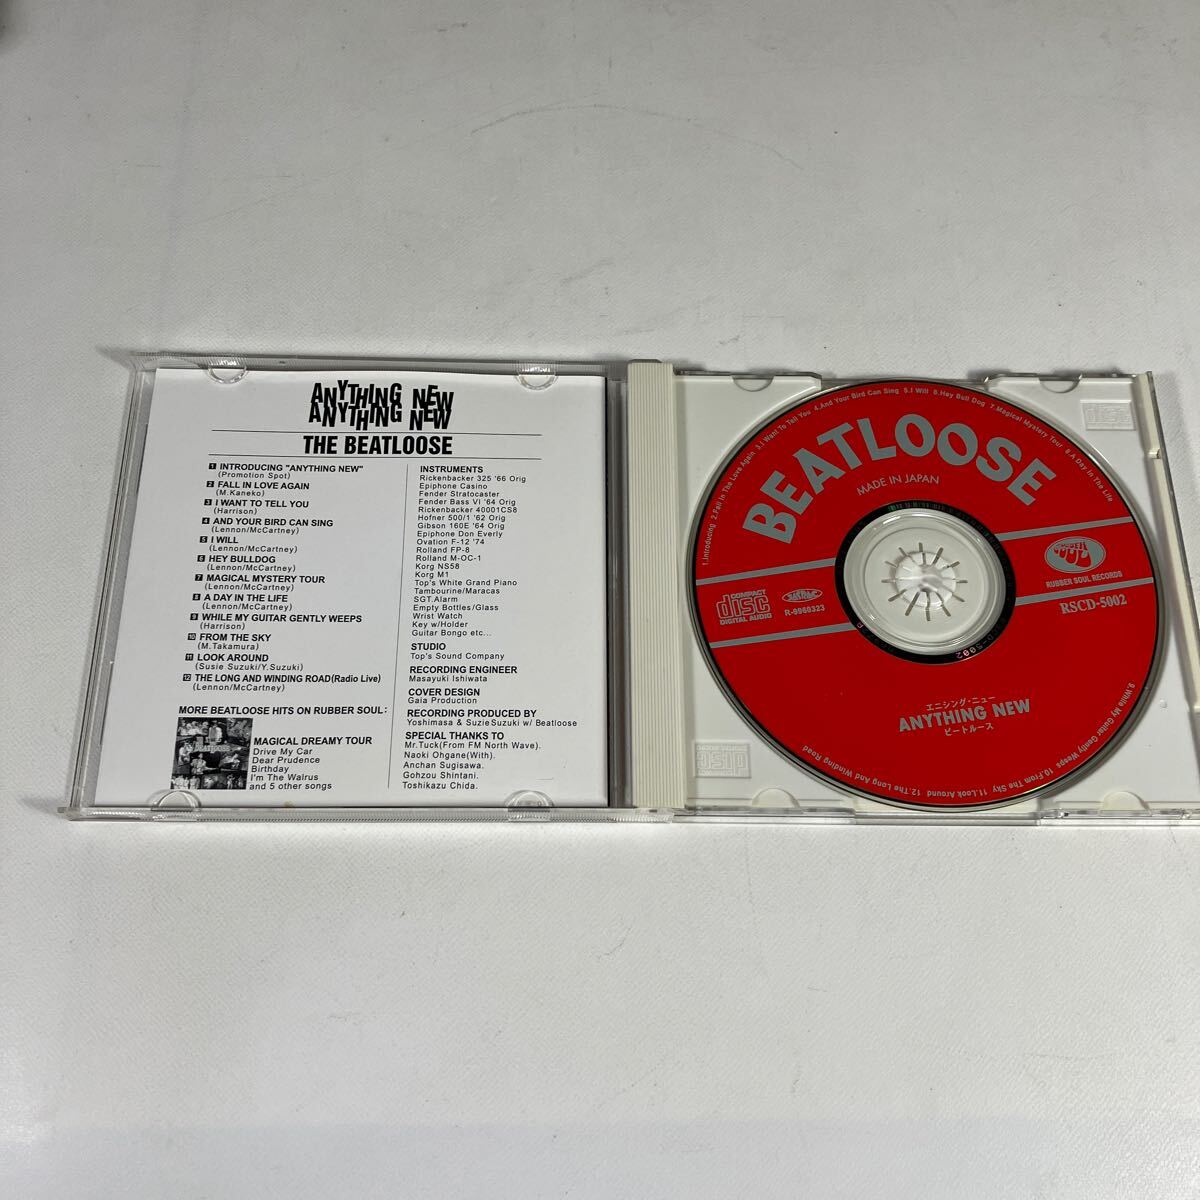 ANYTHING NEW
ANYTHING NEW
THE BEATLOOSE
1 INTRODUCING "ANYTHING NEW"
(Promotion Spot)
2 FALL IN LOVE AGAIN
(M.Kaneko)
3 I WANT TO TELL YOU
(Harrison)
4 AND YOUR BIRD CAN SING
(Lennon/McCartney)
5 I WILL
(Lennon/McCartney)
6 HEY BULLDOG
(Lennon/McCartney)
7 MAGICAL MYSTERY TOUR
(Lennon/McCartney)
8 A DAY IN THE LIFE
(Lennon/McCartney)
9 WHILE MY GUITAR GENTLY WEEPS
(Harrison)
10 FROM THE SKY
(M.Takamura)
11 LOOK AROUND
(Susie Suzuki/Y.Suzuki)
12 THE LONG AND WINDING ROAD(Radio Live)
(Lennon/McCartney)
MORE BEATLOOSE HITS ON RUBBER SOUL:
BEATLOOSE
MAGICAL DREAMY TOUR
Drive My Car
Dear Prudence
Birthday
I'm The Walrus
and 5 other songs
INSTRUMENTS
Rickenbacker 325 '66 Orig
Epiphone Casino
Fender Stratocaster
Fender Bass VI '64 Orig
Rickenbacker 40001CS8
Hofner 500/1 '62 Orig
Gibson 160E '64 Orig
Epiphone Don Everly
Ovation F-12 '74
Rolland FP-8
Rolland M-OC-1
Korg NS58
Korg M1
Top's White Grand Piano
Tambourine/Maracas
SGT.Alarm
Empty Bottles/Glass
Wrist Watch
Key w/Holder
Guitar Bongo etc...
STUDIO
Top's Sound Company
RECORDING ENGINEER
Masayuki Ishiwata
COVER DESIGN
Gaia Production
RECORDING PRODUCED BY
Yoshimasa & SuzieSuzuki w/ Beatloose
SPECIAL THANKS TO
Mr.Tuck(From FM North Wave).
Naoki Ohgane(With).
Anchan Sugisawa.
Gohzou Shintani.
Toshikazu Chida.
1.Introducing 2.Fall In The Love Again 3.I Want To Tell You 4.And Your Bird Can Sing 5.I Will 6.Hey Bull Dog 7.Magical Mystery Tour 8.A Day In The Life
BEATLOOSE
MADE IN JAPAN
COMPACT
disc
DIGITAL AUDIO
R-9960323
RUBBER SOUL RECORDS
RSCD-5002
エニシング・ニュー
ANYTHING NEW
ビートルース
9.While My Guitar Gently Weeps 10.From The Sky 11.Look Around 12.The Long And Winding Road